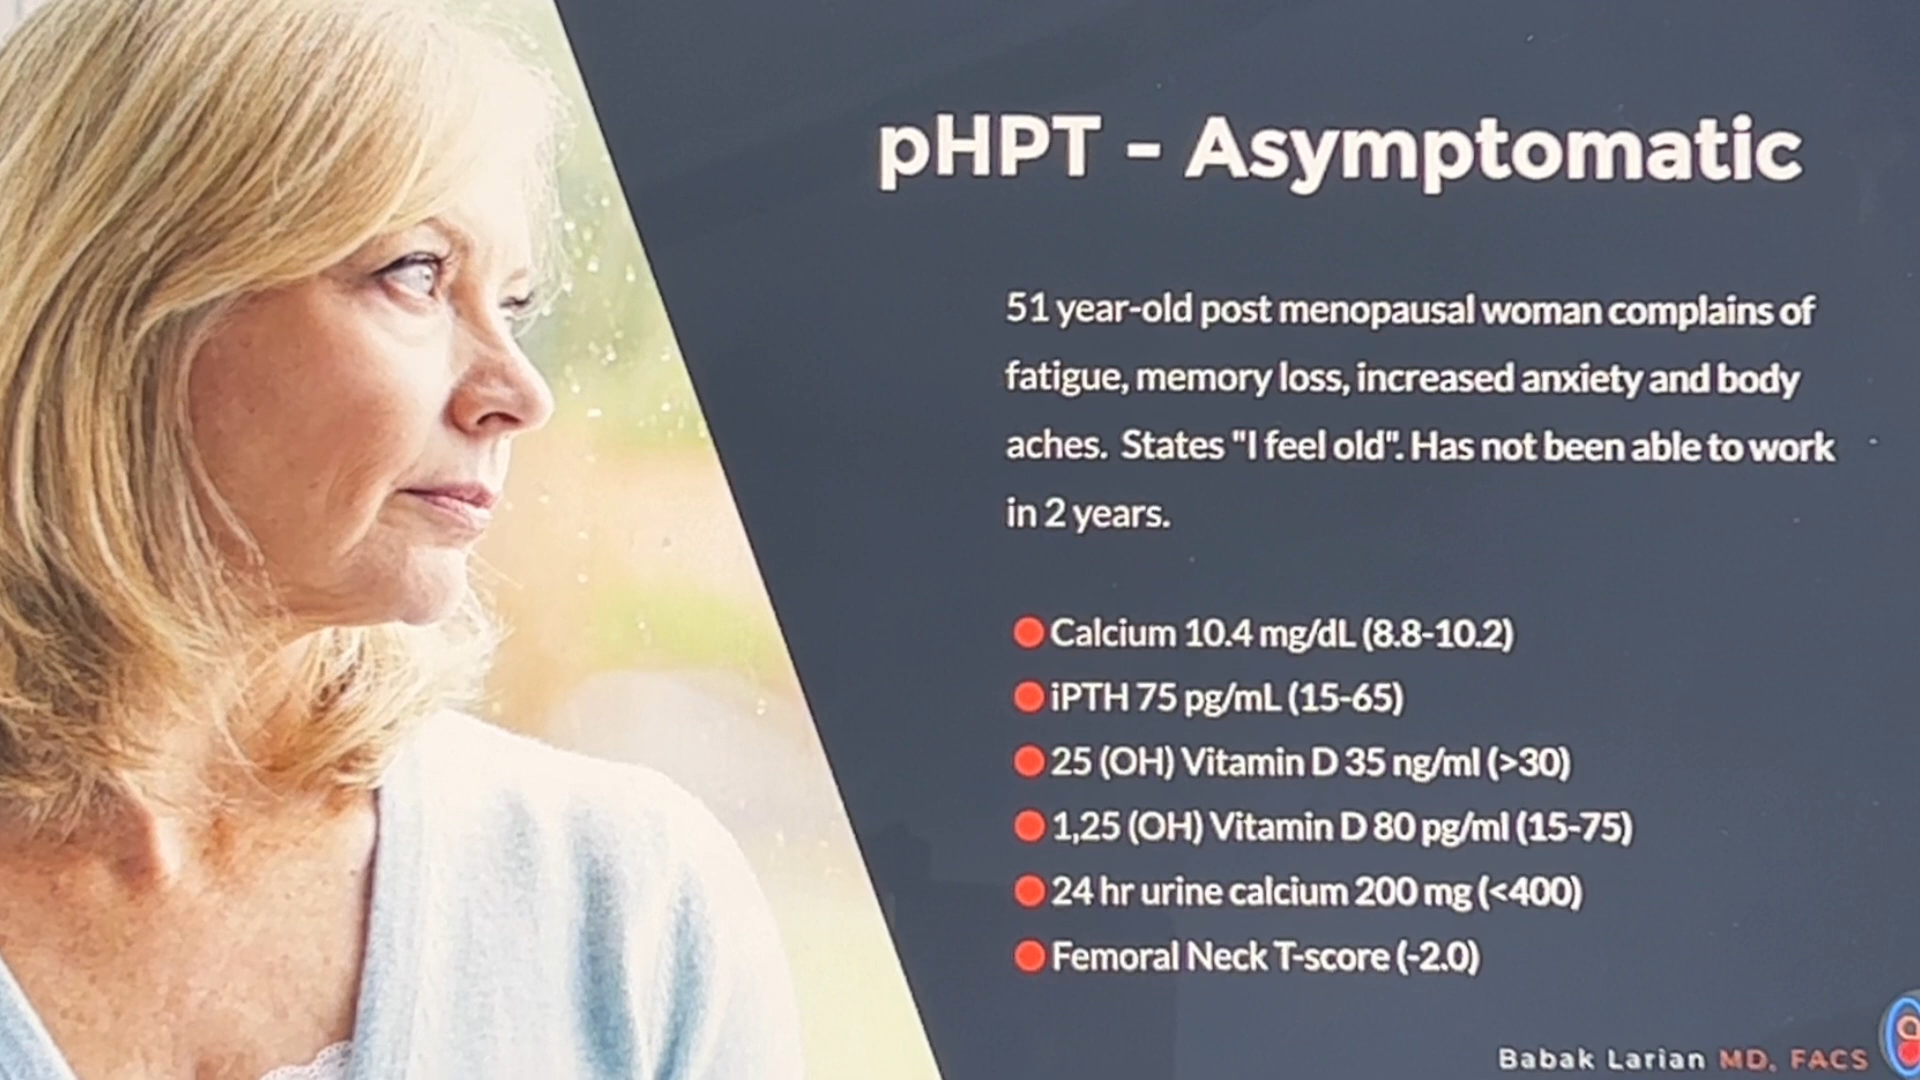 pHPT - Asymptomatic
51 year-old post menopausal woman complains of
fatigue, memory loss, increased anxiety and body
aches. States "I feel old". Has not been able to work
in 2 years.
Calcium 10.4 mg/dL (8.8-10.2)
iPTH 75 pg/mL (15-65)
25 (OH) Vitamin D 35 ng/ml (>30)
1,25 (OH) Vitamin D 80 pg/ml (15-75)
24 hr urine calcium 200 mg (<400)
Femoral Neck T-score (-2.0)
Babak Larian MD, FACS